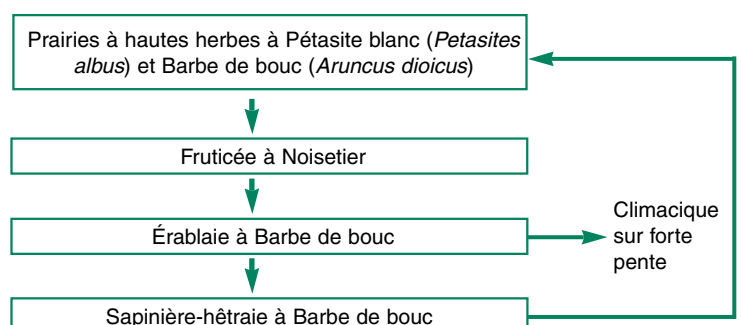 Prairies à hautes herbes à Pétasite blanc (Petasites
albus) et Barbe de bouc (Aruncus dioicus)
Fruticée à Noisetier
Érablaie à Barbe de bouc
Climacique
sur forte
pente
Sapinière-hêtraie à Barbe de bouc